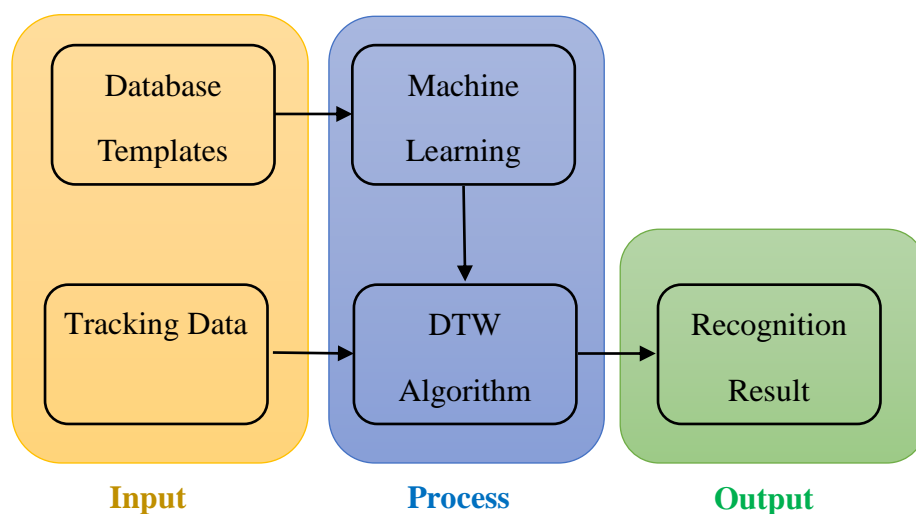 Database
Templates
Machine
Learning
Tracking Data
DTW
Algorithm
Recognition
Result
Input
Process
Output